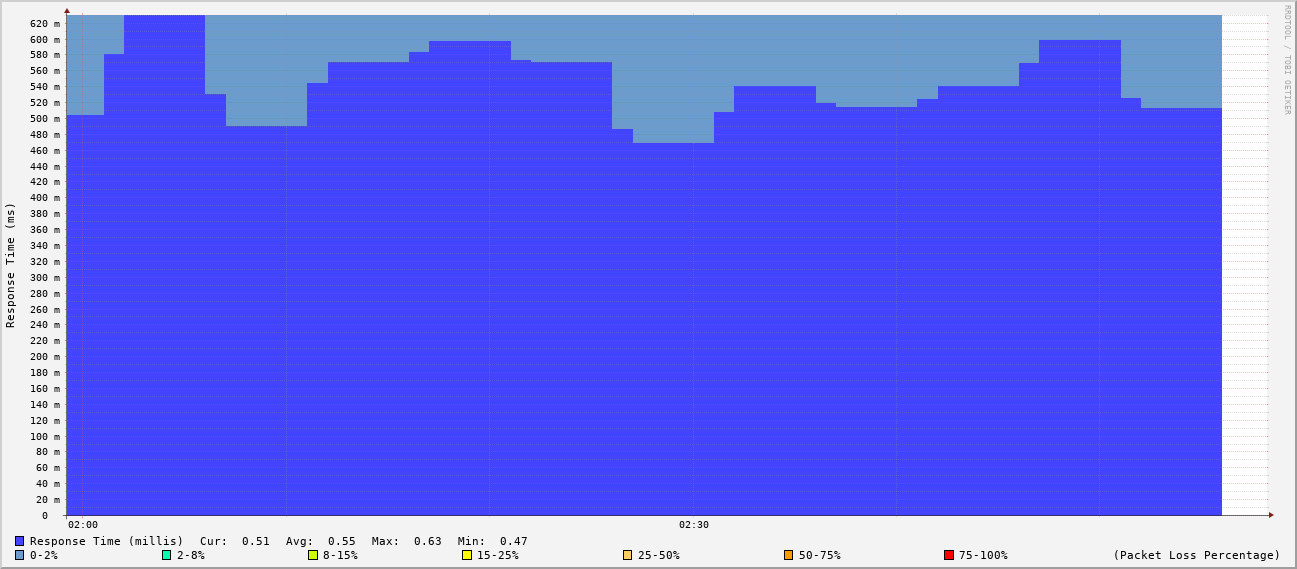 RRDTOOL / TOBI OETIKER
Response Time (ms)
620 m
600 m
580 m
560 m
540 m
520 m
500 m
480 m
460 m
440 m
420 m
400 m
380 m
360 m
340 m
320 m
300 m
280 m
260 m
240 m
220 m
200 m
180 m
160 m
140 m
120 m
100 m
80 m
60 m
40 m
20 m
0
02:00 02:30
Response Time (millis) Cur: 0.51 Avg: 0.55 Max: 0.63 Min: 0.47
0-2% 2-8% 8-15% 15-25% 25-50% 50-75% 75-100% (Packet Loss Percentage)